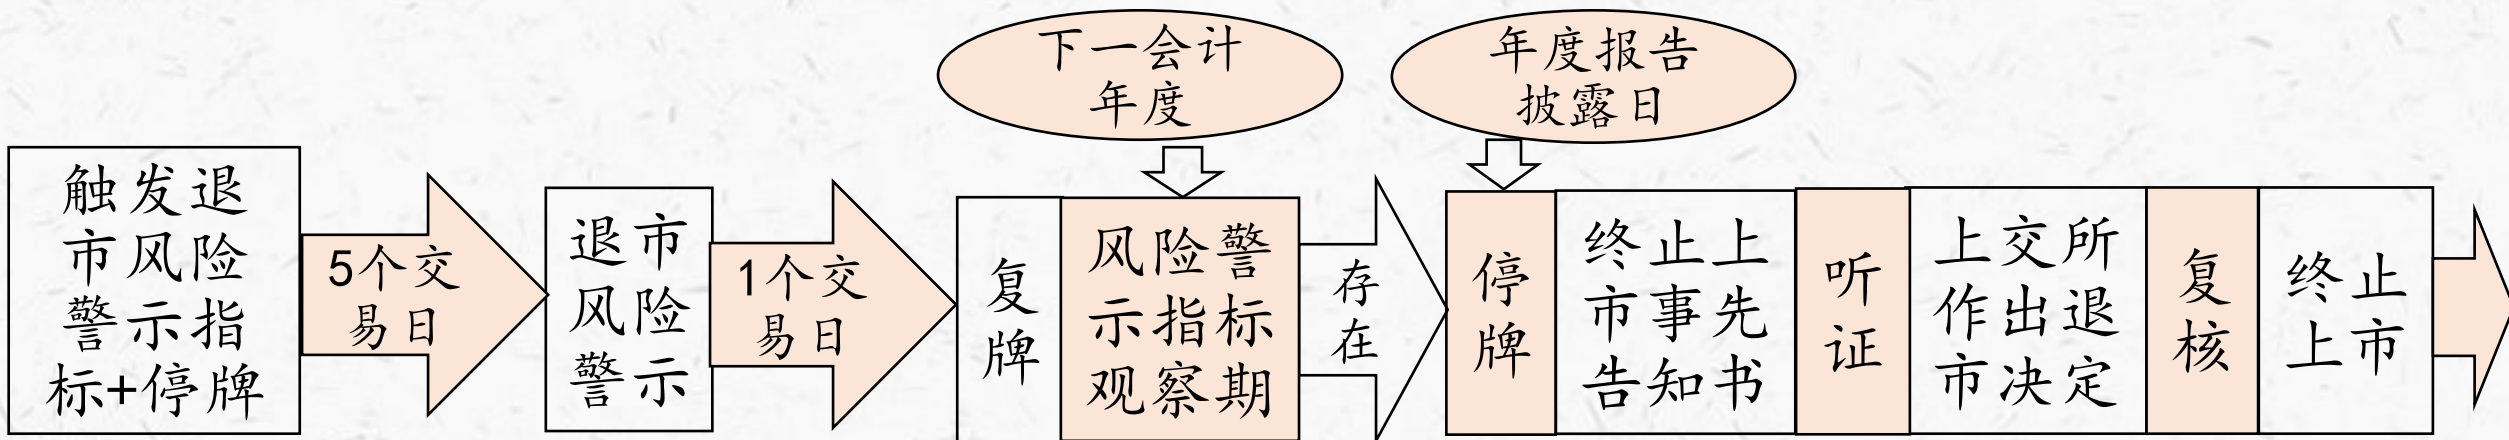 下一会计
年度
年度报告
披露日
触发退
市风险
警示指
标+停牌
5个交
易日
退市
风险
警示
1个交
易日
复
牌
风险警
示指标
观察期
存
在
停
牌
终止上
市事先
告知书
听
证
上交所
作出退
市决定
复
核
终止
上市